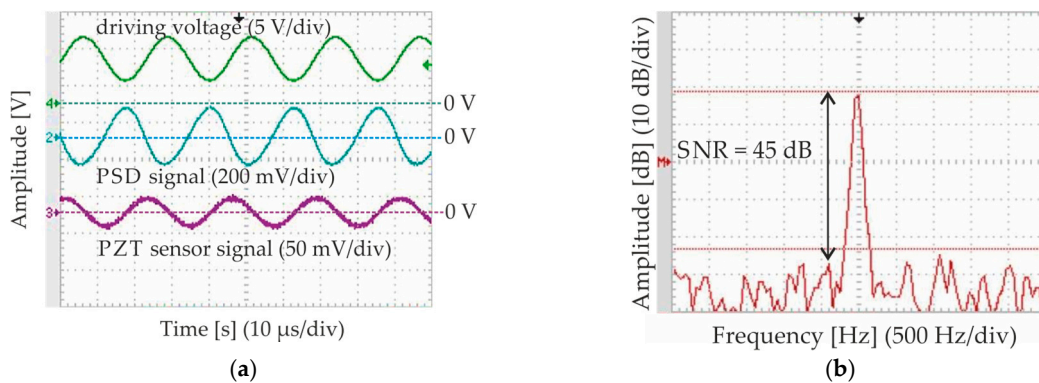 driving voltage (5 V/div)
4
0 V
2
0 V
PSD signal (200 mV/div)
3
0 V
PZT sensor signal (50 mV/div)
Amplitude [V]
Time [s] (10 µs/div)
(a)
Amplitude [dB] (10 dB/div)
M
SNR = 45 dB
Frequency [Hz] (500 Hz/div)
(b)